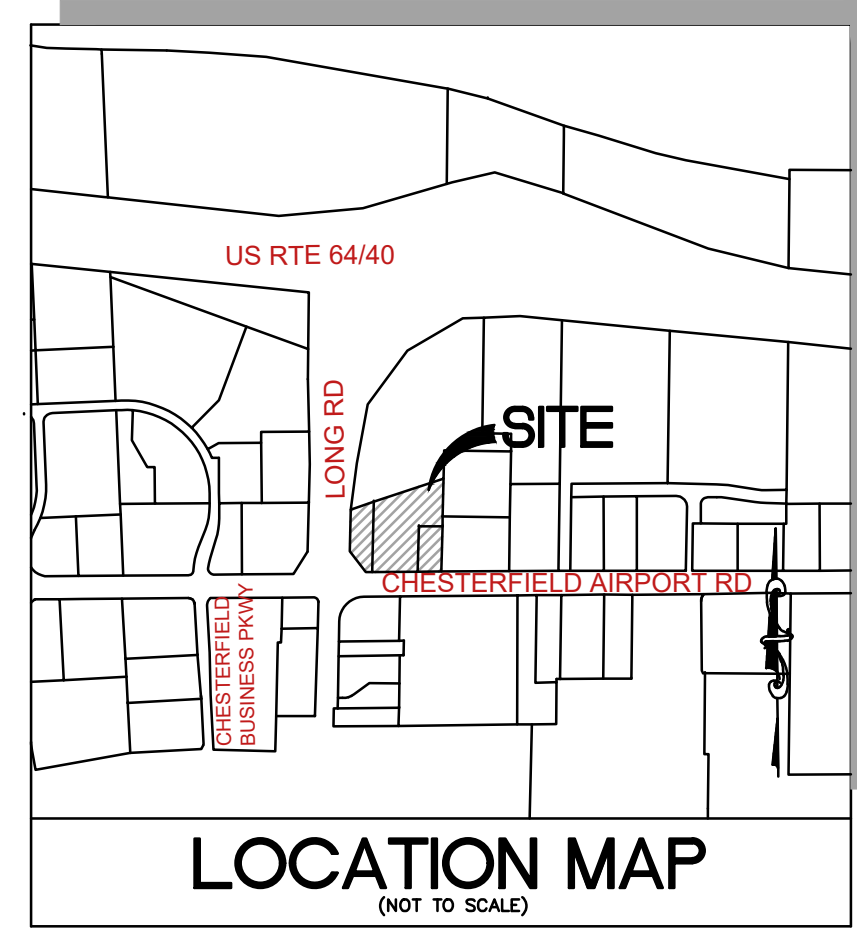 US RTE 64/40
LONG RD
SITE
CHESTERFIELD AIRPORT RD
CHESTERFIELD
BUSINESS PKWY
LOCATION MAP
(NOT TO SCALE)